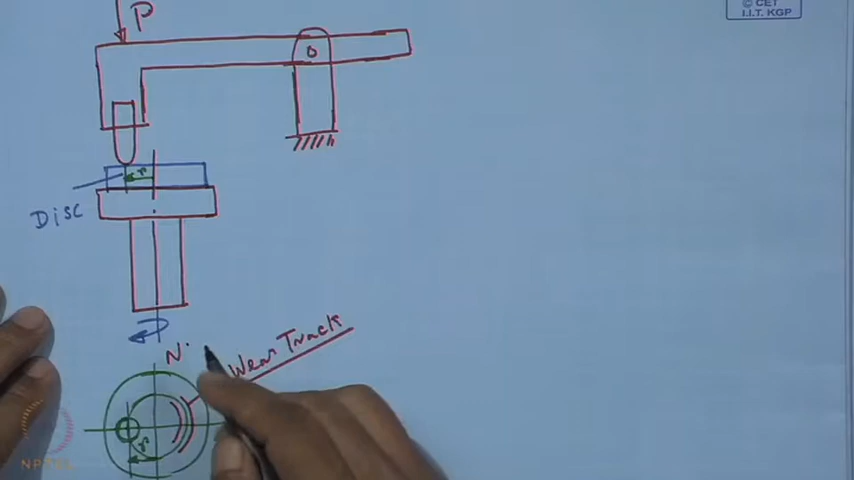 © CET
I.I.T. KGP
P
r
Disc
N.
Wear Track
r
NPTEL